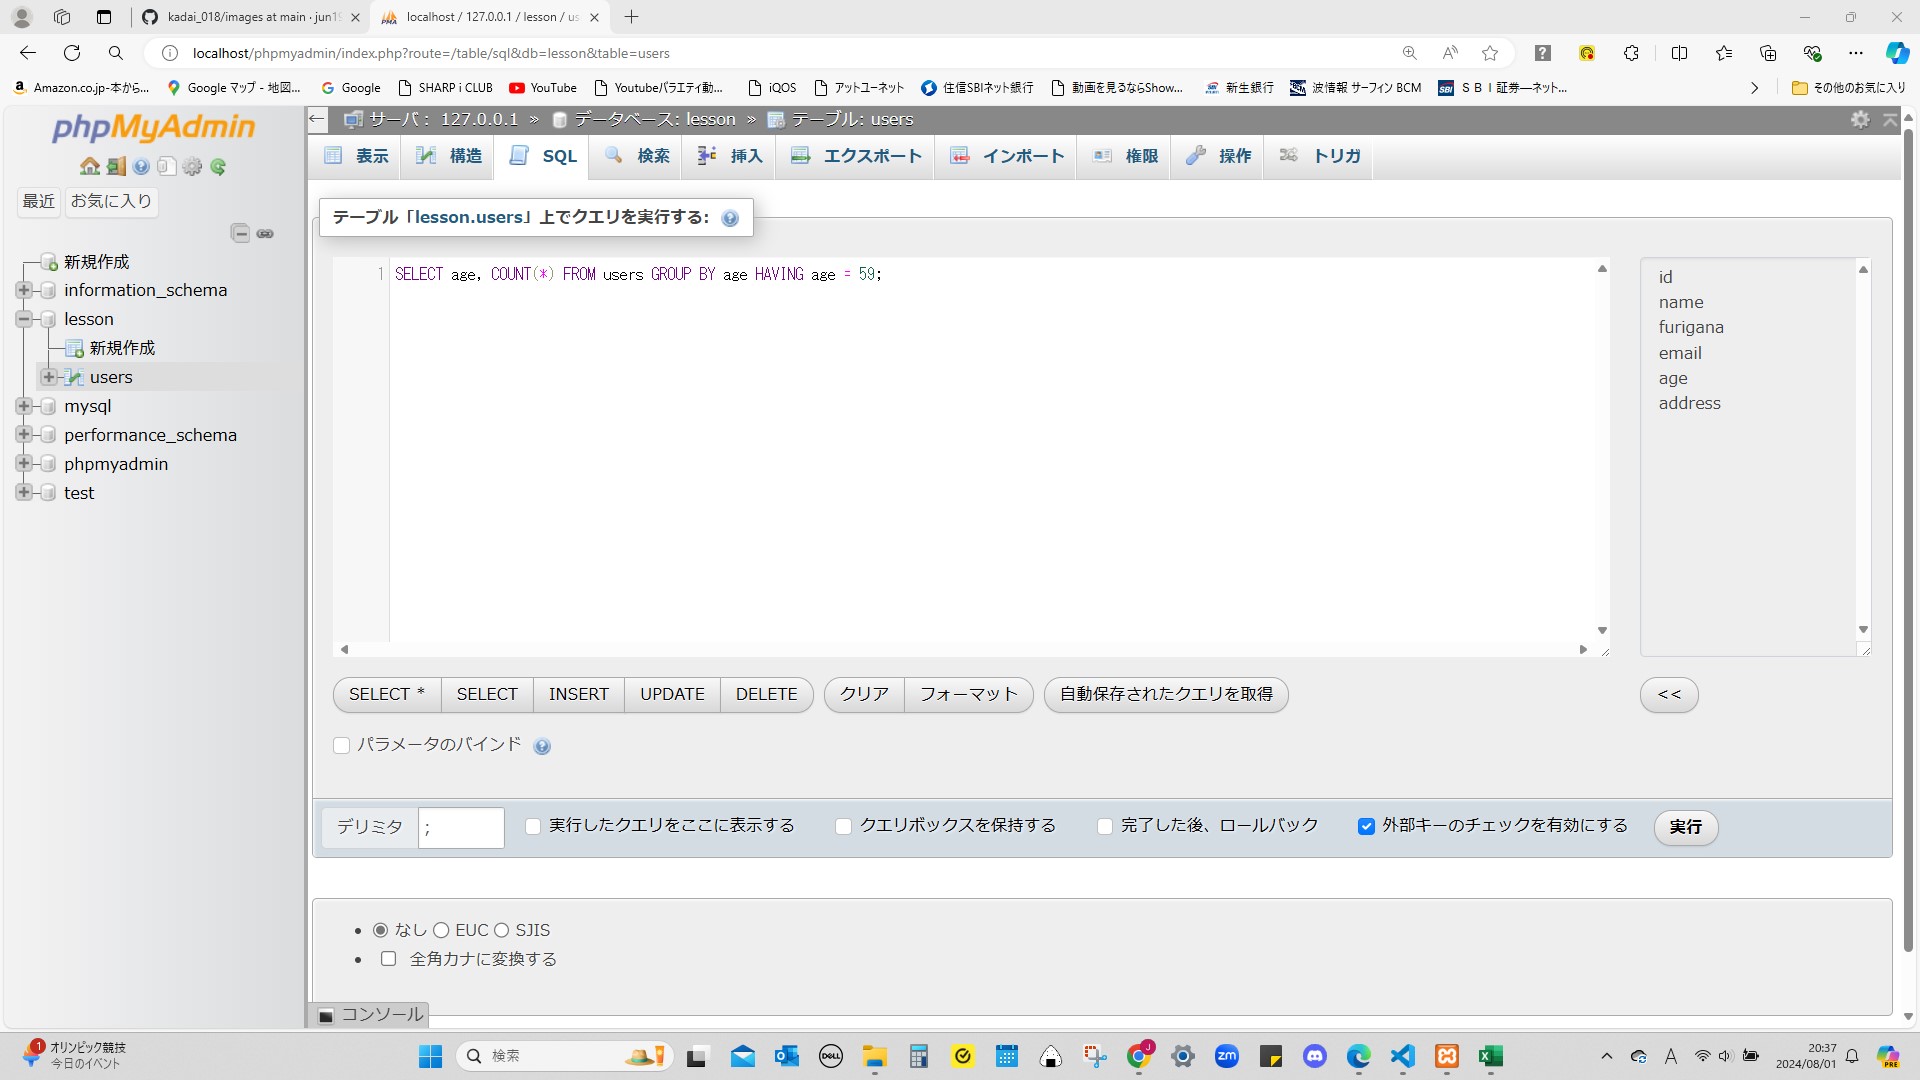 kadai_018/images at main · jun19
localhost / 127.0.0.1 / lesson / us
localhost/phpmyadmin/index.php?route=/table/sql&db=lesson&table=users
Amazon.co.jp-本から...
Google マップ - 地図...
Google
SHARP i CLUB
YouTube
Youtubeバラエティ動...
iQOS
アットユーネット
住信SBIネット銀行
動画を見るならShow...
新生銀行
波情報 サーフィン BCM
ＳＢＩ証券―ネット...
その他のお気に入り
phpMyAdmin
最近
お気に入り
新規作成
information_schema
lesson
新規作成
users
mysql
performance_schema
phpmyadmin
test
サーバ： 127.0.0.1 » データベース: lesson » テーブル: users
表示
構造
SQL
検索
挿入
エクスポート
インポート
権限
操作
トリガ
テーブル「lesson.users」上でクエリを実行する:
1 SELECT age, COUNT(*) FROM users GROUP BY age HAVING age = 59;
id
name
furigana
email
age
address
SELECT *
SELECT
INSERT
UPDATE
DELETE
クリア
フォーマット
自動保存されたクエリを取得
<<
パラメータのバインド
デリミタ ;
実行したクエリをここに表示する
クエリボックスを保持する
完了した後、ロールバック
外部キーのチェックを有効にする
実行
なし EUC SJIS
全角カナに変換する
コンソール
1
オリンピック競技
今日のイベント
検索
DELL
zm
A
20:37
2024/08/01
PRE